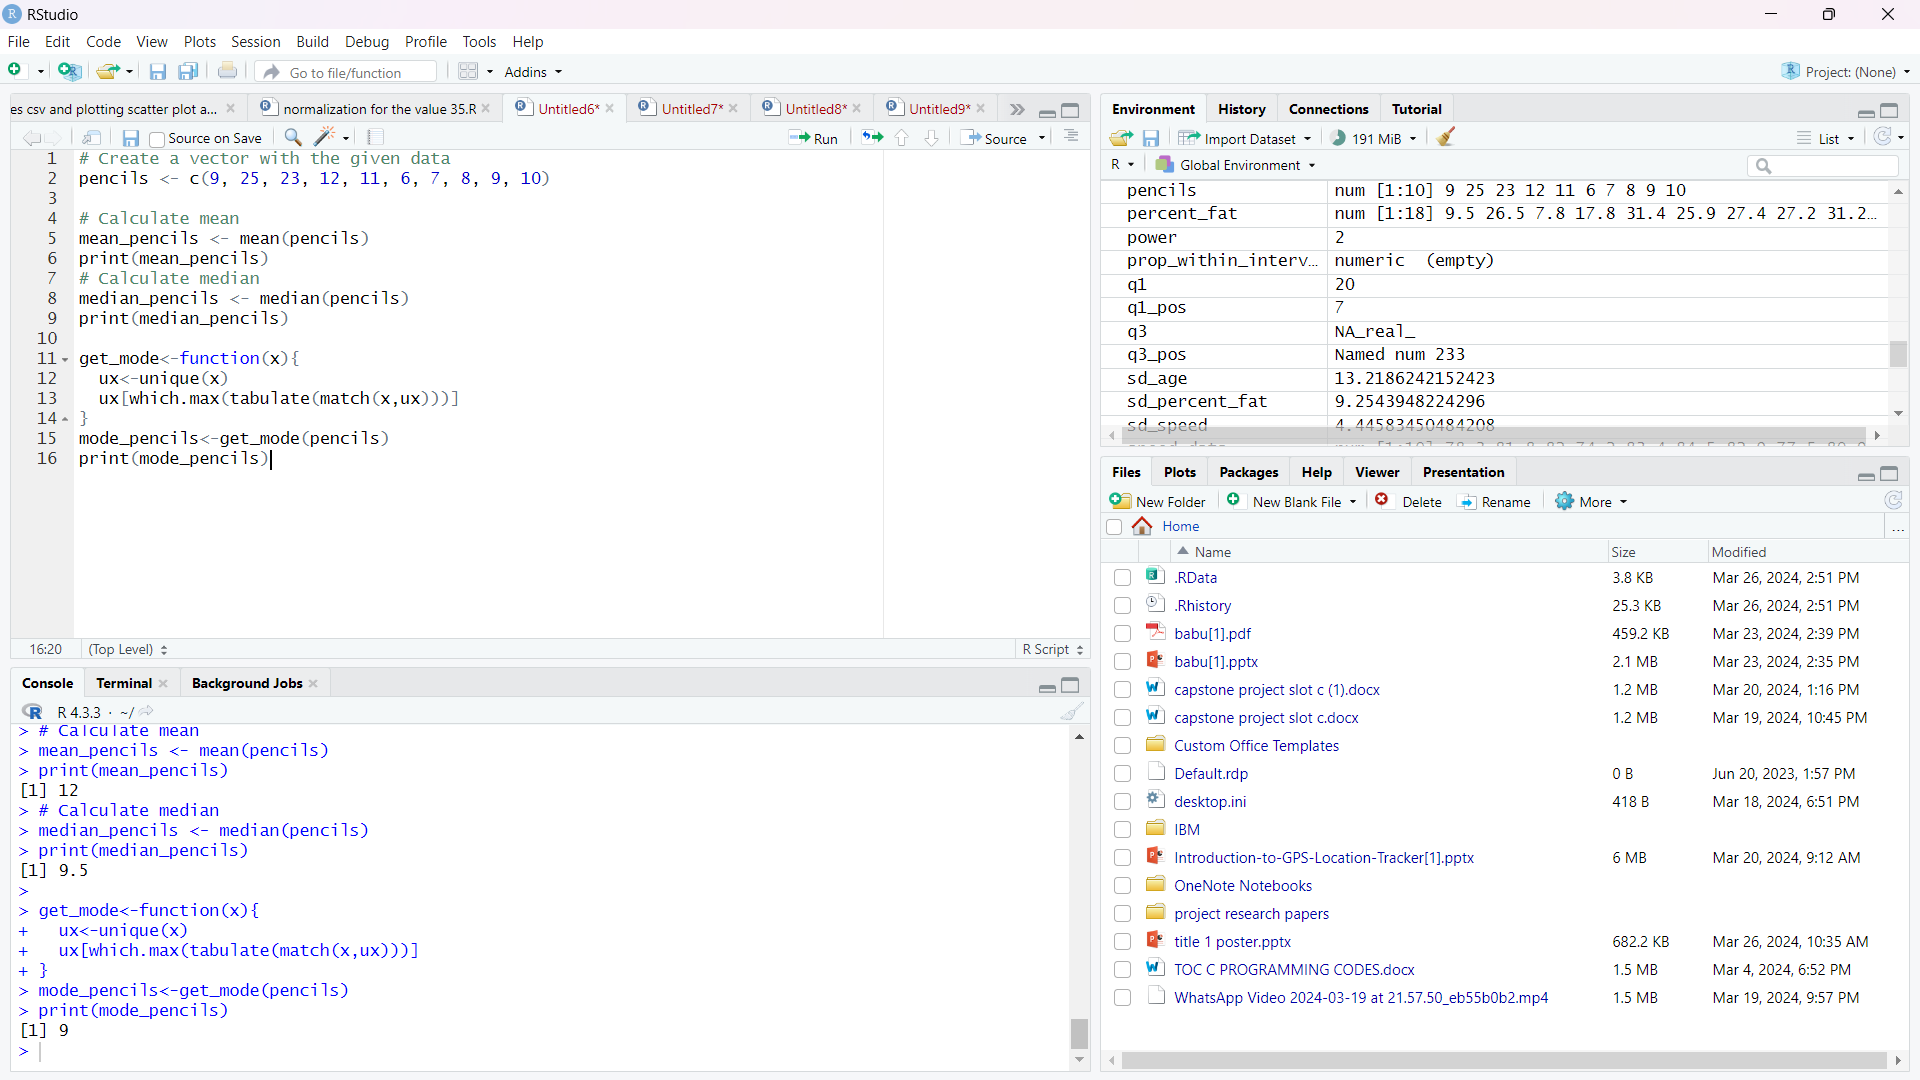 RStudio
File Edit Code View Plots Session Build Debug Profile Tools Help
Go to file/function Addins Project: (None)
es csv and plotting scatter plot a... normalization for the value 35.R Untitled6* Untitled7* Untitled8* Untitled9*
Source on Save Run Source
1 # Create a vector with the given data
2 pencils <- c(9, 25, 23, 12, 11, 6, 7, 8, 9, 10)
3
4 # Calculate mean
5 mean_pencils <- mean(pencils)
6 print(mean_pencils)
7 # Calculate median
8 median_pencils <- median(pencils)
9 print(median_pencils)
10
11 get_mode<-function(x){
12 ux<-unique(x)
13 ux[which.max(tabulate(match(x,ux)))]
14 }
15 mode_pencils<-get_mode(pencils)
16 print(mode_pencils)
16:20 (Top Level) R Script
Console Terminal Background Jobs
R 4.3.3 · ~/
> # Calculate mean
> mean_pencils <- mean(pencils)
> print(mean_pencils)
[1] 12
> # Calculate median
> median_pencils <- median(pencils)
> print(median_pencils)
[1] 9.5
>
> get_mode<-function(x){
+ ux<-unique(x)
+ ux[which.max(tabulate(match(x,ux)))]
+ }
> mode_pencils<-get_mode(pencils)
> print(mode_pencils)
[1] 9
>
Environment History Connections Tutorial
Import Dataset 191 MiB List
R Global Environment
pencils num [1:10] 9 25 23 12 11 6 7 8 9 10
percent_fat num [1:18] 9.5 26.5 7.8 17.8 31.4 25.9 27.4 27.2 31.2...
power 2
prop_within_interv... numeric (empty)
q1 20
q1_pos 7
q3 NA_real_
q3_pos Named num 233
sd_age 13.2186242152423
sd_percent_fat 9.2543948224296
sd_speed 4.44583450484208
Files Plots Packages Help Viewer Presentation
New Folder New Blank File Delete Rename More
Home ...
Name Size Modified
.RData 3.8 KB Mar 26, 2024, 2:51 PM
.Rhistory 25.3 KB Mar 26, 2024, 2:51 PM
babu[1].pdf 459.2 KB Mar 23, 2024, 2:39 PM
babu[1].pptx 2.1 MB Mar 23, 2024, 2:35 PM
capstone project slot c (1).docx 1.2 MB Mar 20, 2024, 1:16 PM
capstone project slot c.docx 1.2 MB Mar 19, 2024, 10:45 PM
Custom Office Templates
Default.rdp 0 B Jun 20, 2023, 1:57 PM
desktop.ini 418 B Mar 18, 2024, 6:51 PM
IBM
Introduction-to-GPS-Location-Tracker[1].pptx 6 MB Mar 20, 2024, 9:12 AM
OneNote Notebooks
project research papers
title 1 poster.pptx 682.2 KB Mar 26, 2024, 10:35 AM
TOC C PROGRAMMING CODES.docx 1.5 MB Mar 4, 2024, 6:52 PM
WhatsApp Video 2024-03-19 at 21.57.50_eb55b0b2.mp4 1.5 MB Mar 19, 2024, 9:57 PM